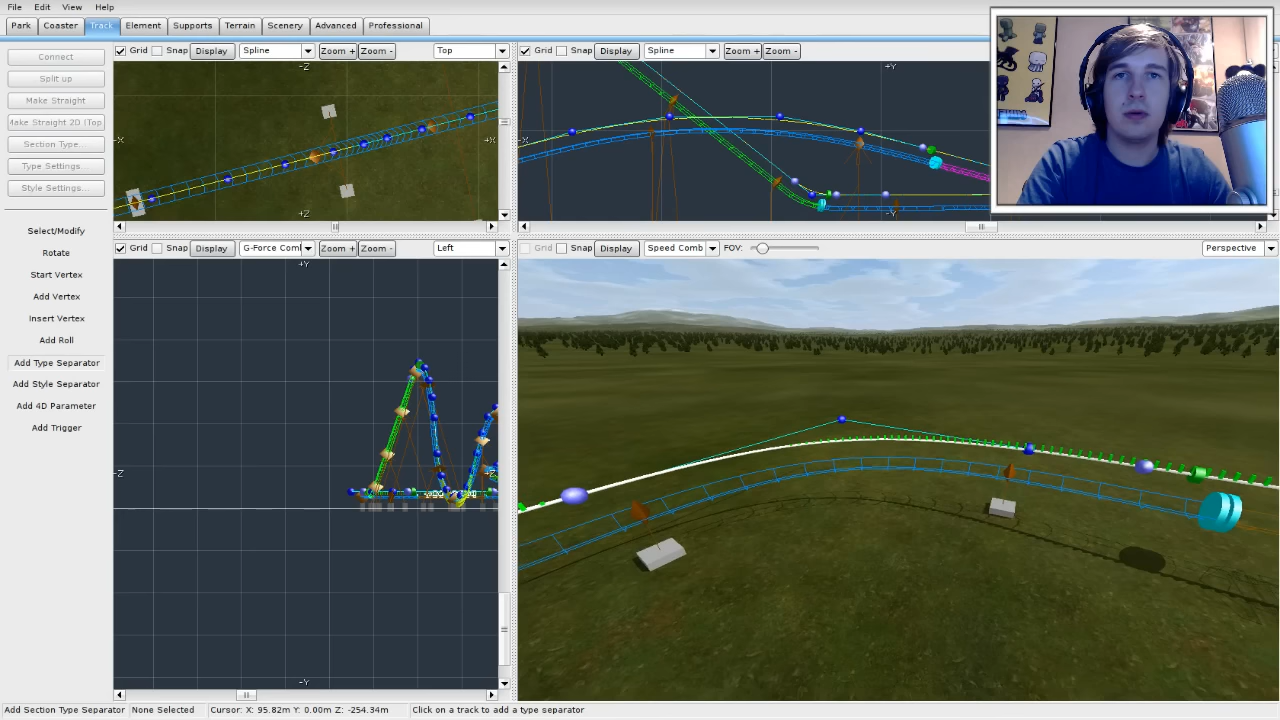 File Edit View Help
Park Coaster Track Element Supports Terrain Scenery Advanced Professional
Grid Snap Display Spline Zoom + Zoom - Top
Grid Snap Display Spline Zoom + Zoom -
Connect
Split up
Make Straight
Make Straight 2D (Top
Section Type...
Type Settings...
Style Settings...
Select/Modify
Rotate
Start Vertex
Add Vertex
Insert Vertex
Add Roll
Add Type Separator
Add Style Separator
Add 4D Parameter
Add Trigger
-Z
-X
+X
+Z
+Y
-X
-Y
Grid Snap Display G-Force Coml Zoom + Zoom - Left
Grid Snap Display Speed Comb FOV: Perspective
+Y
-Z
-Y
Add Section Type Separator None Selected Cursor: X: 95.82m Y: 0.00m Z: -254.34m Click on a track to add a type separator